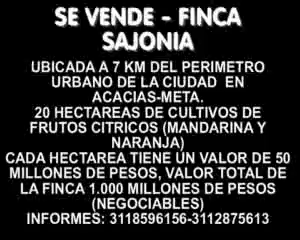 SE VENDE - FINCA
SAJONIA
UBICADA A 7 KM DEL PERIMETRO
URBANO DE LA CIUDAD EN
ACACIAS-META.
20 HECTAREAS DE CULTIVOS DE
FRUTOS CITRICOS (MANDARINA Y
NARANJA)
CADA HECTAREA TIENE UN VALOR DE 50
MILLONES DE PESOS, VALOR TOTAL DE
LA FINCA 1.000 MILLONES DE PESOS
(NEGOCIABLES)
INFORMES: 3118596156-3112875613